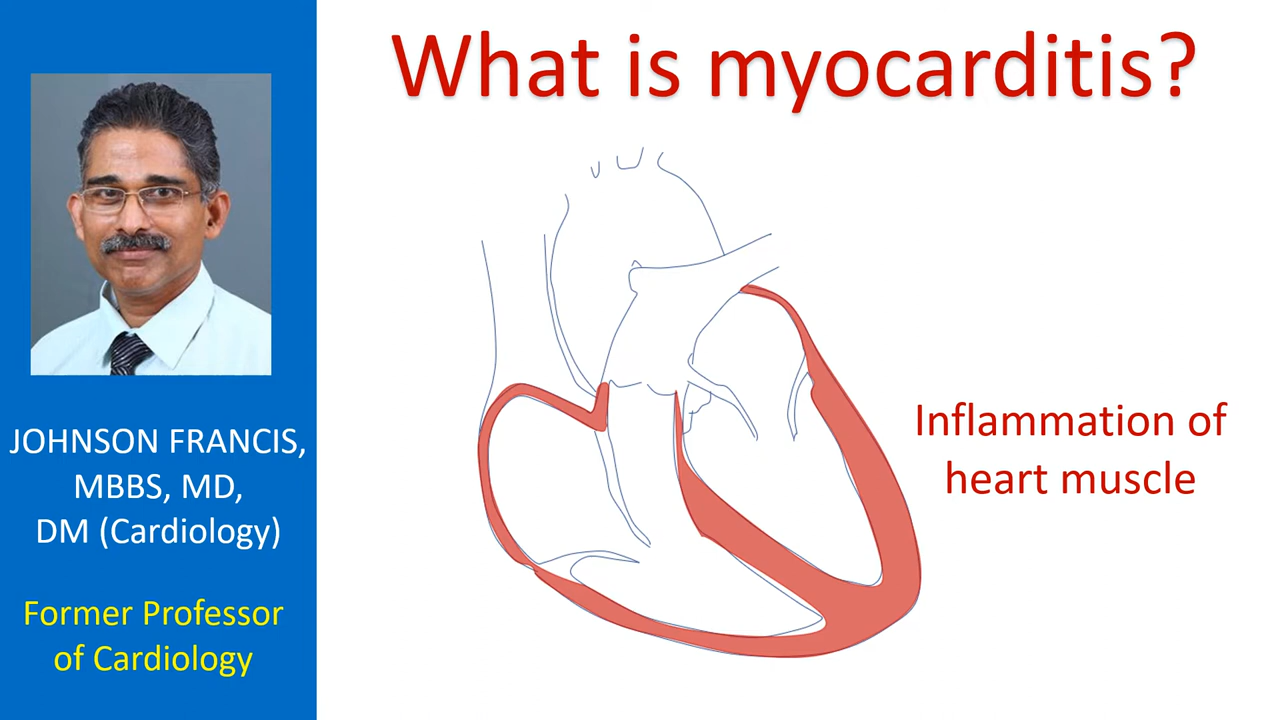 What is myocarditis?
JOHNSON FRANCIS,
MBBS, MD,
DM (Cardiology)
Former Professor
of Cardiology
Inflammation of
heart muscle